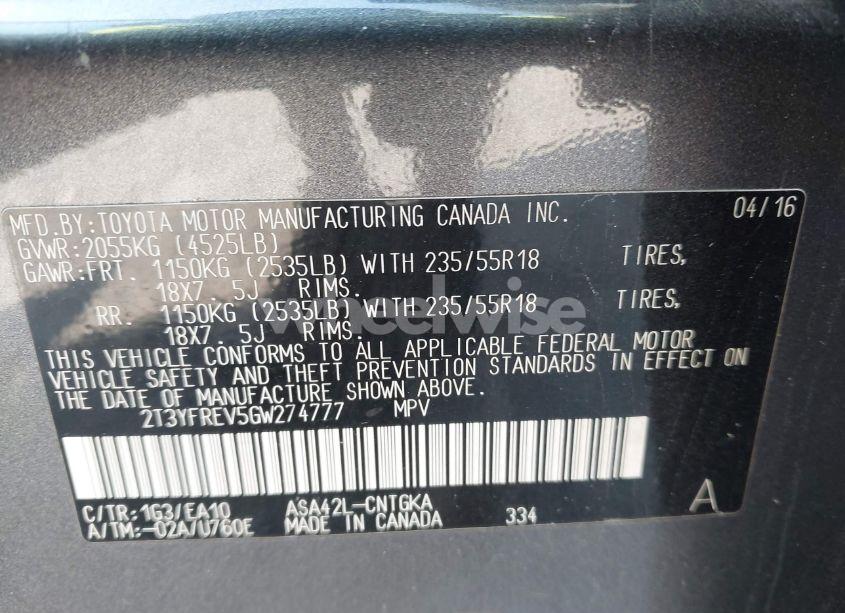 MFD.BY:TOYOTA MOTOR MANUFACTURING CANADA INC. 04/16
GVWR:2055KG (4525LB)
GAWR:FRT. 1150KG (2535LB) WITH 235/55R18 TIRES,
18X7.5J RIMS.
RR. 1150KG (2535LB) WITH 235/55R18 TIRES,
18X7.5J RIMS.
wheelwise
THIS VEHICLE CONFORMS TO ALL APPLICABLE FEDERAL MOTOR
VEHICLE SAFETY AND THEFT PREVENTION STANDARDS IN EFFECT ON
THE DATE OF MANUFACTURE SHOWN ABOVE.
2T3YFREV5GW274777 MPV
C/TR:1G3/EA10 ASA42L-CNTGKA A
A/TM:-02A/U760E MADE IN CANADA 334